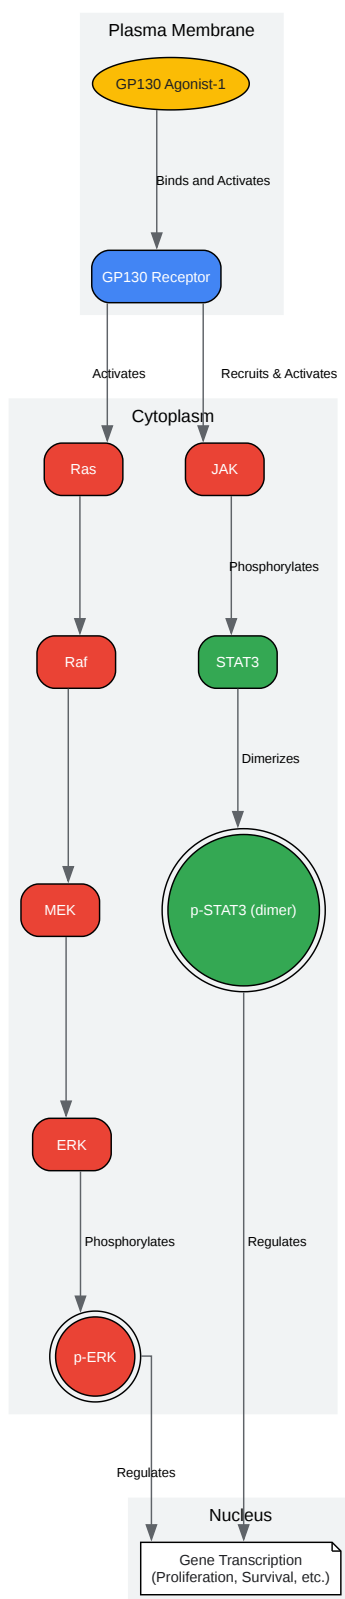 Plasma Membrane
GP130 Agonist-1
Binds and Activates
GP130 Receptor
Activates
Recruits & Activates
Cytoplasm
Ras
JAK
Phosphorylates
Raf
STAT3
Dimerizes
MEK
p-STAT3 (dimer)
ERK
Phosphorylates
Regulates
p-ERK
Regulates
Nucleus
Gene Transcription
(Proliferation, Survival, etc.)